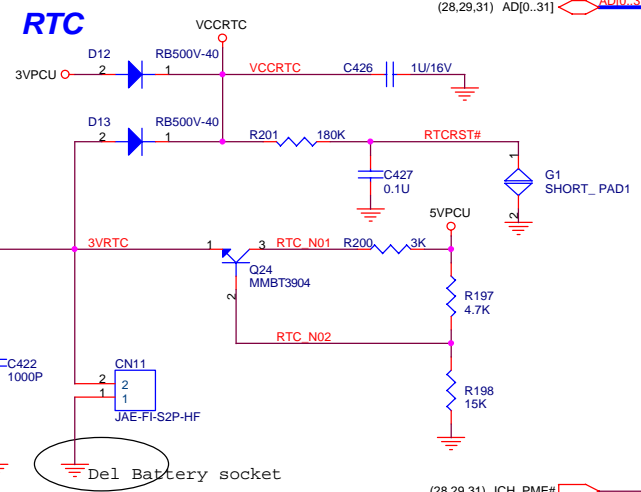 (28,29,31) AD[0..31]
AD[0..3
RTC
VCCRTC
D12
RB500V-40
3VPCU
2
1
VCCRTC
C426
1U/16V
D13
RB500V-40
2
1
R201
180K
RTCRST#
1
C427
0.1U
G1
SHORT_ PAD1
2
5VPCU
3VRTC
1
3
RTC_N01
R200
3K
Q24
MMBT3904
2
R197
4.7K
RTC_N02
C422
1000P
CN11
2
2
1
1
JAE-FI-S2P-HF
R198
15K
Del Battery socket
(28,29,31) ICH_PME#